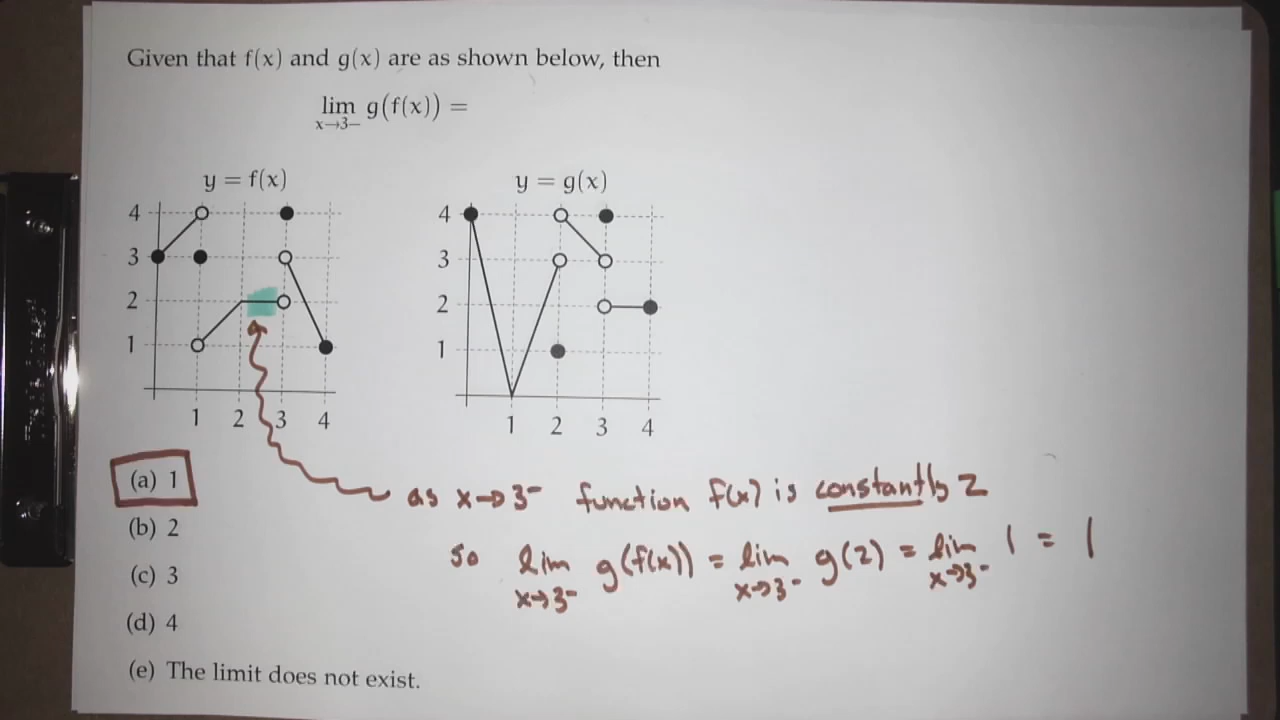 Given that f(x) and g(x) are as shown below, then
lim g(f(x)) =
x→3−
y = f(x)
4
3
2
1
1 2 3 4
y = g(x)
4
3
2
1
1 2 3 4
(a) 1
(b) 2
(c) 3
(d) 4
(e) The limit does not exist.
as x→3⁻ function f(x) is constantly 2
so lim g(f(x)) = lim g(2) = lim 1 = 1
x→3⁻ x→3⁻ x→3⁻